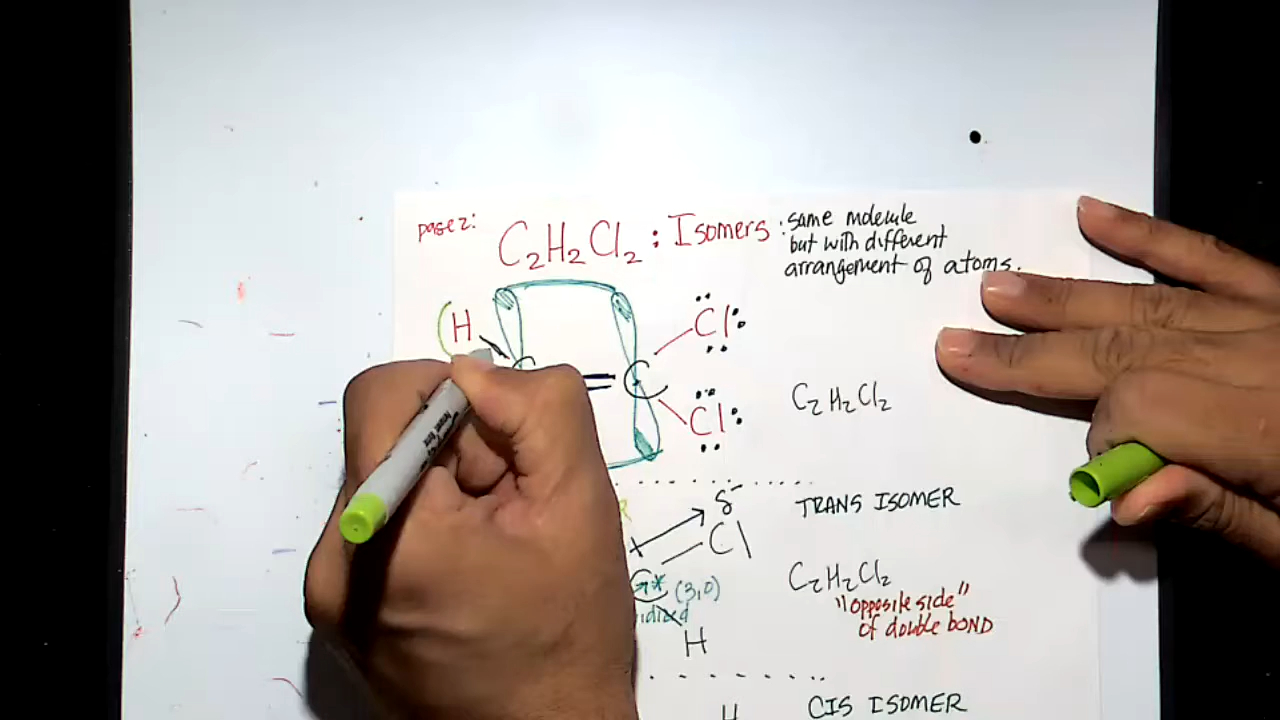 page 2:
C₂H₂Cl₂ : Isomers : same molecule
but with different
arrangement of atoms.
H
Cl
C
C
Cl
C₂H₂Cl₂
TRANS ISOMER
δ⁻
Cl
(3,0)
H
C₂H₂Cl₂
"opposite side"
of double BOND
CIS ISOMER
H